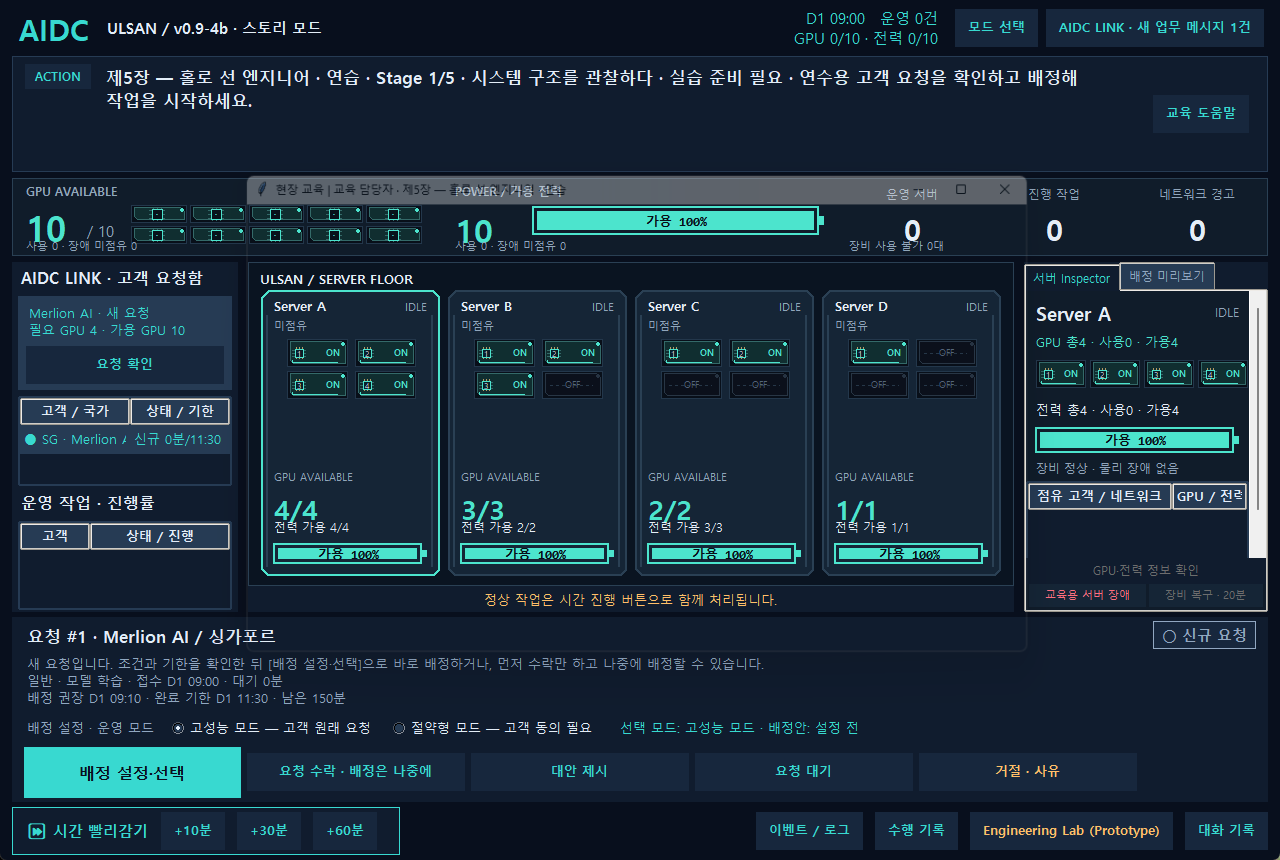 AIDC ULSAN / v0.9-4b · 스토리 모드
D1 09:00 운영 0건
GPU 0/10 · 전력 0/10
모드 선택
AIDC LINK · 새 업무 메시지 1건
ACTION
제5장 — 홀로 선 엔지니어 · 연습 · Stage 1/5 · 시스템 구조를 관찰하다 · 실습 준비 필요 · 연수용 고객 요청을 확인하고 배정해
작업을 시작하세요.
교육 도움말
현장 교육 | 교육 담당자 · 제5장 —
GPU AVAILABLE
10 / 10
사용 0 · 장애 미점유 0
POWER / 가용 전력
10
가용 100%
사용 0 · 장애 미점유 0
운영 서버
0
장비 사용 불가 0대
진행 작업
0
네트워크 경고
0
AIDC LINK · 고객 요청함
Merlion AI · 새 요청
필요 GPU 4 · 가용 GPU 10
요청 확인
고객 / 국가 상태 / 기한
SG · Merlion 신규 0분/11:30
운영 작업 · 진행률
고객 상태 / 진행
ULSAN / SERVER FLOOR
Server A IDLE
미점유
1 ON 2 ON
3 ON 4 ON
GPU AVAILABLE
4/4
전력 가용 4/4
가용 100%
Server B IDLE
미점유
1 ON 2 ON
3 ON OFF
GPU AVAILABLE
3/3
전력 가용 2/2
가용 100%
Server C IDLE
미점유
1 ON 2 ON
OFF OFF
GPU AVAILABLE
2/2
전력 가용 3/3
가용 100%
Server D IDLE
미점유
1 ON OFF
OFF OFF
GPU AVAILABLE
1/1
전력 가용 1/1
가용 100%
정상 작업은 시간 진행 버튼으로 함께 처리됩니다.
서버 Inspector 배정 미리보기
Server A IDLE
GPU 총4 · 사용0 · 가용4
1 ON 2 ON 3 ON 4 ON
전력 총4 · 사용0 · 가용4
가용 100%
장비 정상 · 물리 장애 없음
점유 고객 / 네트워크 GPU / 전력
GPU·전력 정보 확인
교육용 서버 장애 장비 복구 · 20분
요청 #1 · Merlion AI / 싱가포르
○ 신규 요청
새 요청입니다. 조건과 기한을 확인한 뒤 [배정 설정·선택]으로 바로 배정하거나, 먼저 수락만 하고 나중에 배정할 수 있습니다.
일반 · 모델 학습 · 접수 D1 09:00 · 대기 0분
배정 권장 D1 09:10 · 완료 기한 D1 11:30 · 남은 150분
배정 설정 · 운영 모드 고성능 모드 — 고객 원래 요청 절약형 모드 — 고객 동의 필요 선택 모드: 고성능 모드 · 배정안: 설정 전
배정 설정·선택 요청 수락 · 배정은 나중에 대안 제시 요청 대기 거절 · 사유
시간 빨리감기 +10분 +30분 +60분
이벤트 / 로그 수행 기록 Engineering Lab (Prototype) 대화 기록